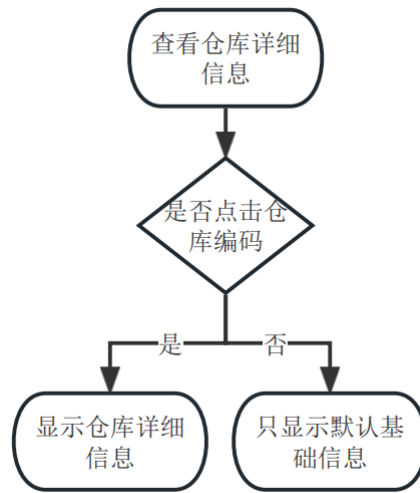 查看仓库详细
信息
是否点击仓
库编码
是
否
显示仓库详细
信息
只显示默认基
础信息